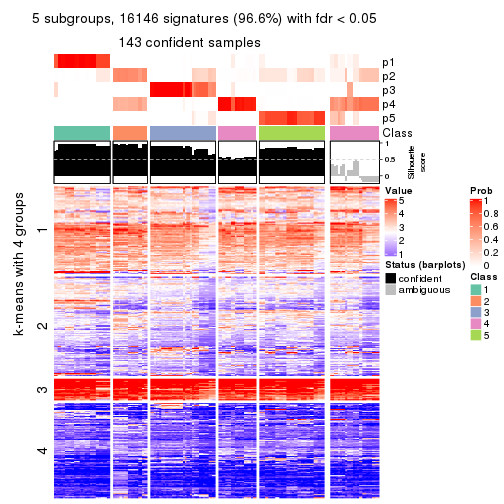 5 subgroups, 16146 signatures (96.6%) with fdr < 0.05
143 confident samples
p1
p2
p3
p4
p5
Class
1
0.5
0
Silhouette
score
k-means with 4 groups
1
2
3
4
Value
5
4
3
2
1
Status (barplots)
confident
ambiguous
Prob
1
0.8
0.6
0.4
0.2
0
Class
1
2
3
4
5